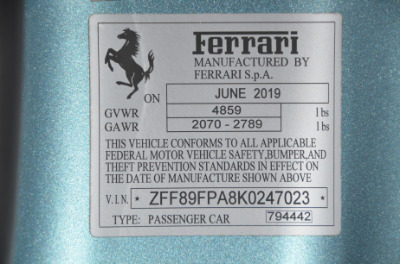 Ferrari
MANUFACTURED BY
FERRARI S.p.A.
ON JUNE 2019
GVWR 4859 lbs
GAWR 2070 - 2789 lbs
THIS VEHICLE CONFORMS TO ALL APPLICABLE
FEDERAL MOTOR VEHICLE SAFETY, BUMPER, AND
THEFT PREVENTION STANDARDS IN EFFECT ON
THE DATE OF MANUFACTURE SHOWN ABOVE
V.I.N. * ZFF89FPA8K0247023 *
TYPE: PASSENGER CAR 794442